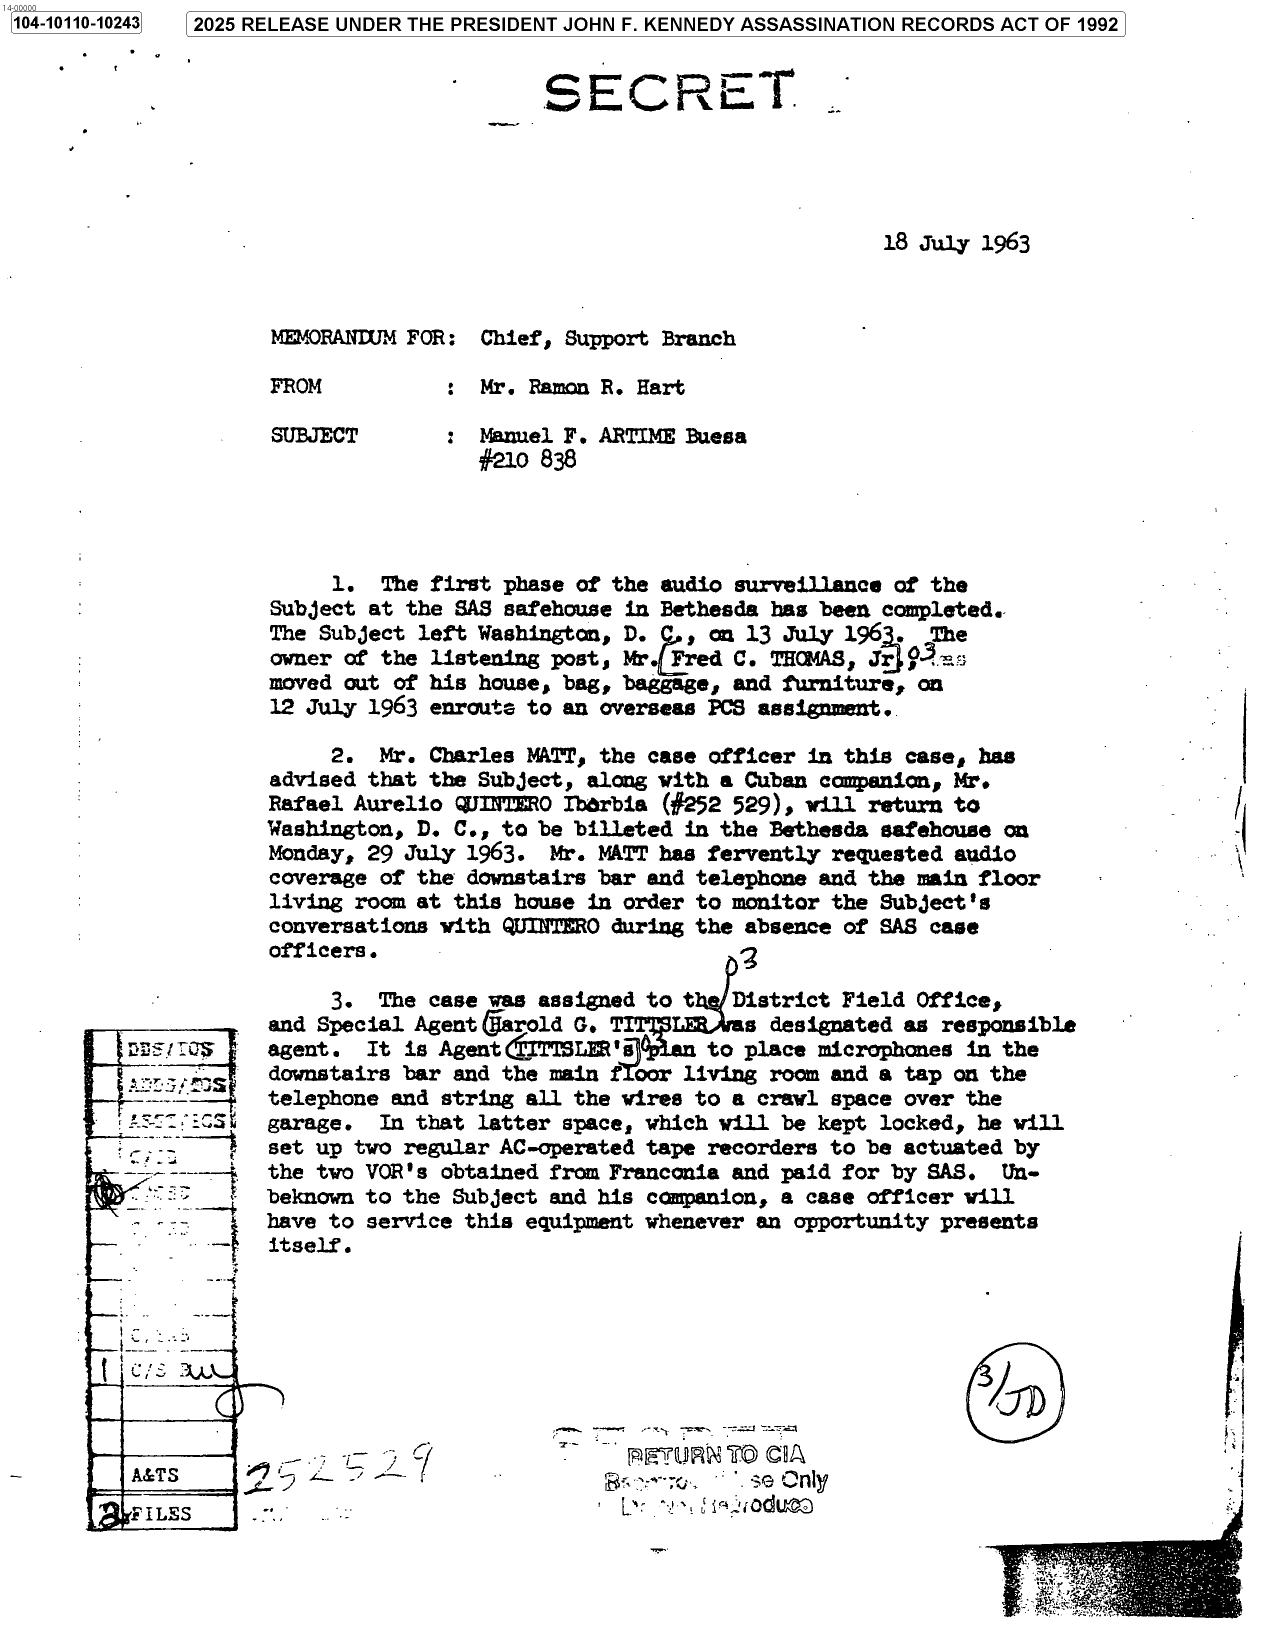 14-00000
104-10110-10243
2025 RELEASE UNDER THE PRESIDENT JOHN F. KENNEDY ASSASSINATION RECORDS ACT OF 1992
SECRET
18 July 1963
MEMORANDUM FOR: Chief, Support Branch
FROM : Mr. Ramon R. Hart
SUBJECT : Manuel F. ARTIME Buesa
#210 838
1. The first phase of the audio surveillance of the
Subject at the SAS safehouse in Bethesda has been completed.
The Subject left Washington, D. C., on 13 July 1963. The
owner of the listening post, Mr. Fred C. THOMAS, Jr., 03
moved out of his house, bag, baggage, and furniture, on
12 July 1963 enroute to an overseas PCS assignment.
2. Mr. Charles MATT, the case officer in this case, has
advised that the Subject, along with a Cuban companion, Mr.
Rafael Aurelio QUINTERO Ibarbia (#252 529), will return to
Washington, D. C., to be billeted in the Bethesda safehouse on
Monday, 29 July 1963. Mr. MATT has fervently requested audio
coverage of the downstairs bar and telephone and the main floor
living room at this house in order to monitor the Subject's
conversations with QUINTERO during the absence of SAS case
officers.
03
3. The case was assigned to the District Field Office,
and Special Agent Harold G. TITTSLER was designated as responsible
agent. It is Agent TITTSLER's 03 plan to place microphones in the
downstairs bar and the main floor living room and a tap on the
telephone and string all the wires to a crawl space over the
garage. In that latter space, which will be kept locked, he will
set up two regular AC-operated tape recorders to be actuated by
the two VOR's obtained from Franconia and paid for by SAS. Un-
beknown to the Subject and his companion, a case officer will
have to service this equipment whenever an opportunity presents
itself.
DDS/IOS
1 C/S
A&TS
2 FILES
252529
3/JD
RETURN TO CIA
Use Only
Reproduce